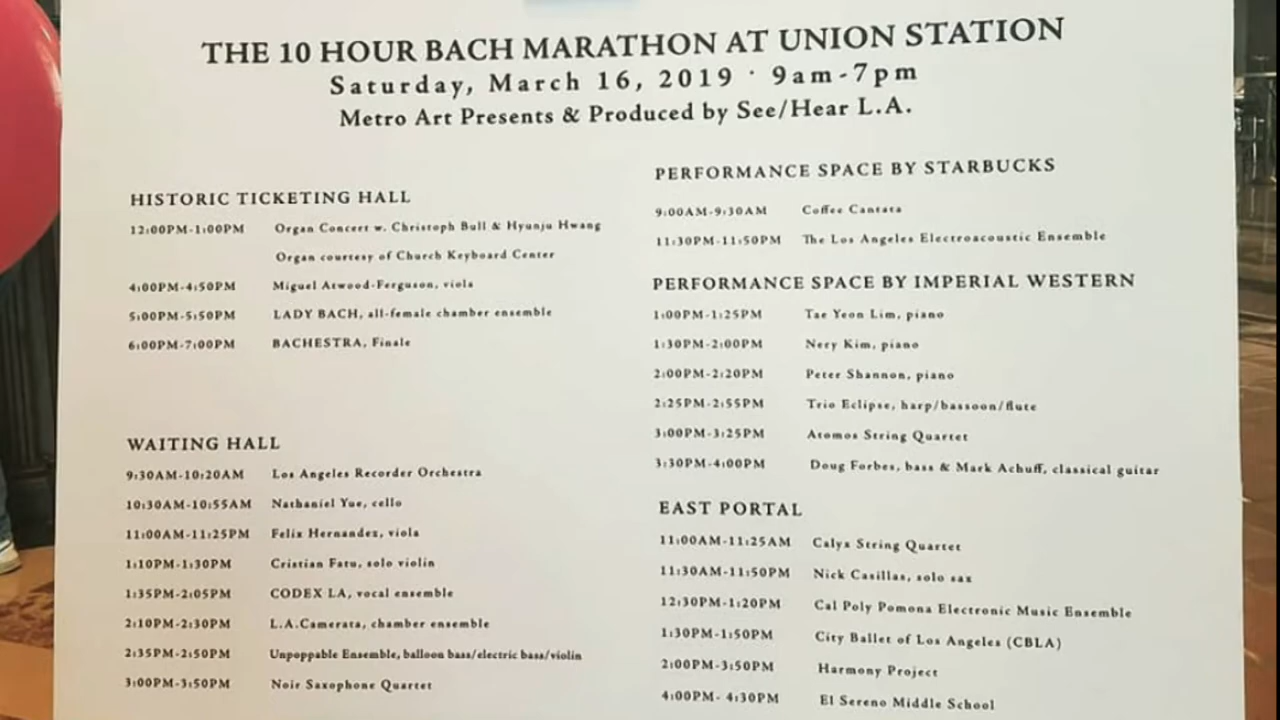 THE 10 HOUR BACH MARATHON AT UNION STATION
Saturday, March 16, 2019 · 9am-7pm
Metro Art Presents & Produced by See/Hear L.A.
HISTORIC TICKETING HALL
12:00PM-1:00PM Organ Concert w. Christoph Bull & Hyunju Hwang
Organ courtesy of Church Keyboard Center
4:00PM-4:50PM Miguel Atwood-Ferguson, viola
5:00PM-5:50PM LADY BACH, all-female chamber ensemble
6:00PM-7:00PM BACHESTRA, Finale
WAITING HALL
9:30AM-10:20AM Los Angeles Recorder Orchestra
10:30AM-10:55AM Nathaniel Yue, cello
11:00AM-11:25PM Felix Hernandez, viola
1:10PM-1:30PM Cristian Fatu, solo violin
1:35PM-2:05PM CODEX LA, vocal ensemble
2:10PM-2:30PM L.A.Camerata, chamber ensemble
2:35PM-2:50PM Unpoppable Ensemble, balloon bass/electric bass/violin
3:00PM-3:50PM Noir Saxophone Quartet
PERFORMANCE SPACE BY STARBUCKS
9:00AM-9:30AM Coffee Cantata
11:30PM-11:50PM The Los Angeles Electroacoustic Ensemble
PERFORMANCE SPACE BY IMPERIAL WESTERN
1:00PM-1:25PM Tae Yeon Lim, piano
1:30PM-2:00PM Nery Kim, piano
2:00PM-2:20PM Peter Shannon, piano
2:25PM-2:55PM Trio Eclipse, harp/bassoon/flute
3:00PM-3:25PM Atomos String Quartet
3:30PM-4:00PM Doug Forbes, bass & Mark Achuff, classical guitar
EAST PORTAL
11:00AM-11:25AM Calyx String Quartet
11:30AM-11:50PM Nick Casillas, solo sax
12:30PM-1:20PM Cal Poly Pomona Electronic Music Ensemble
1:30PM-1:50PM City Ballet of Los Angeles (CBLA)
2:00PM-3:50PM Harmony Project
4:00PM- 4:30PM El Sereno Middle School